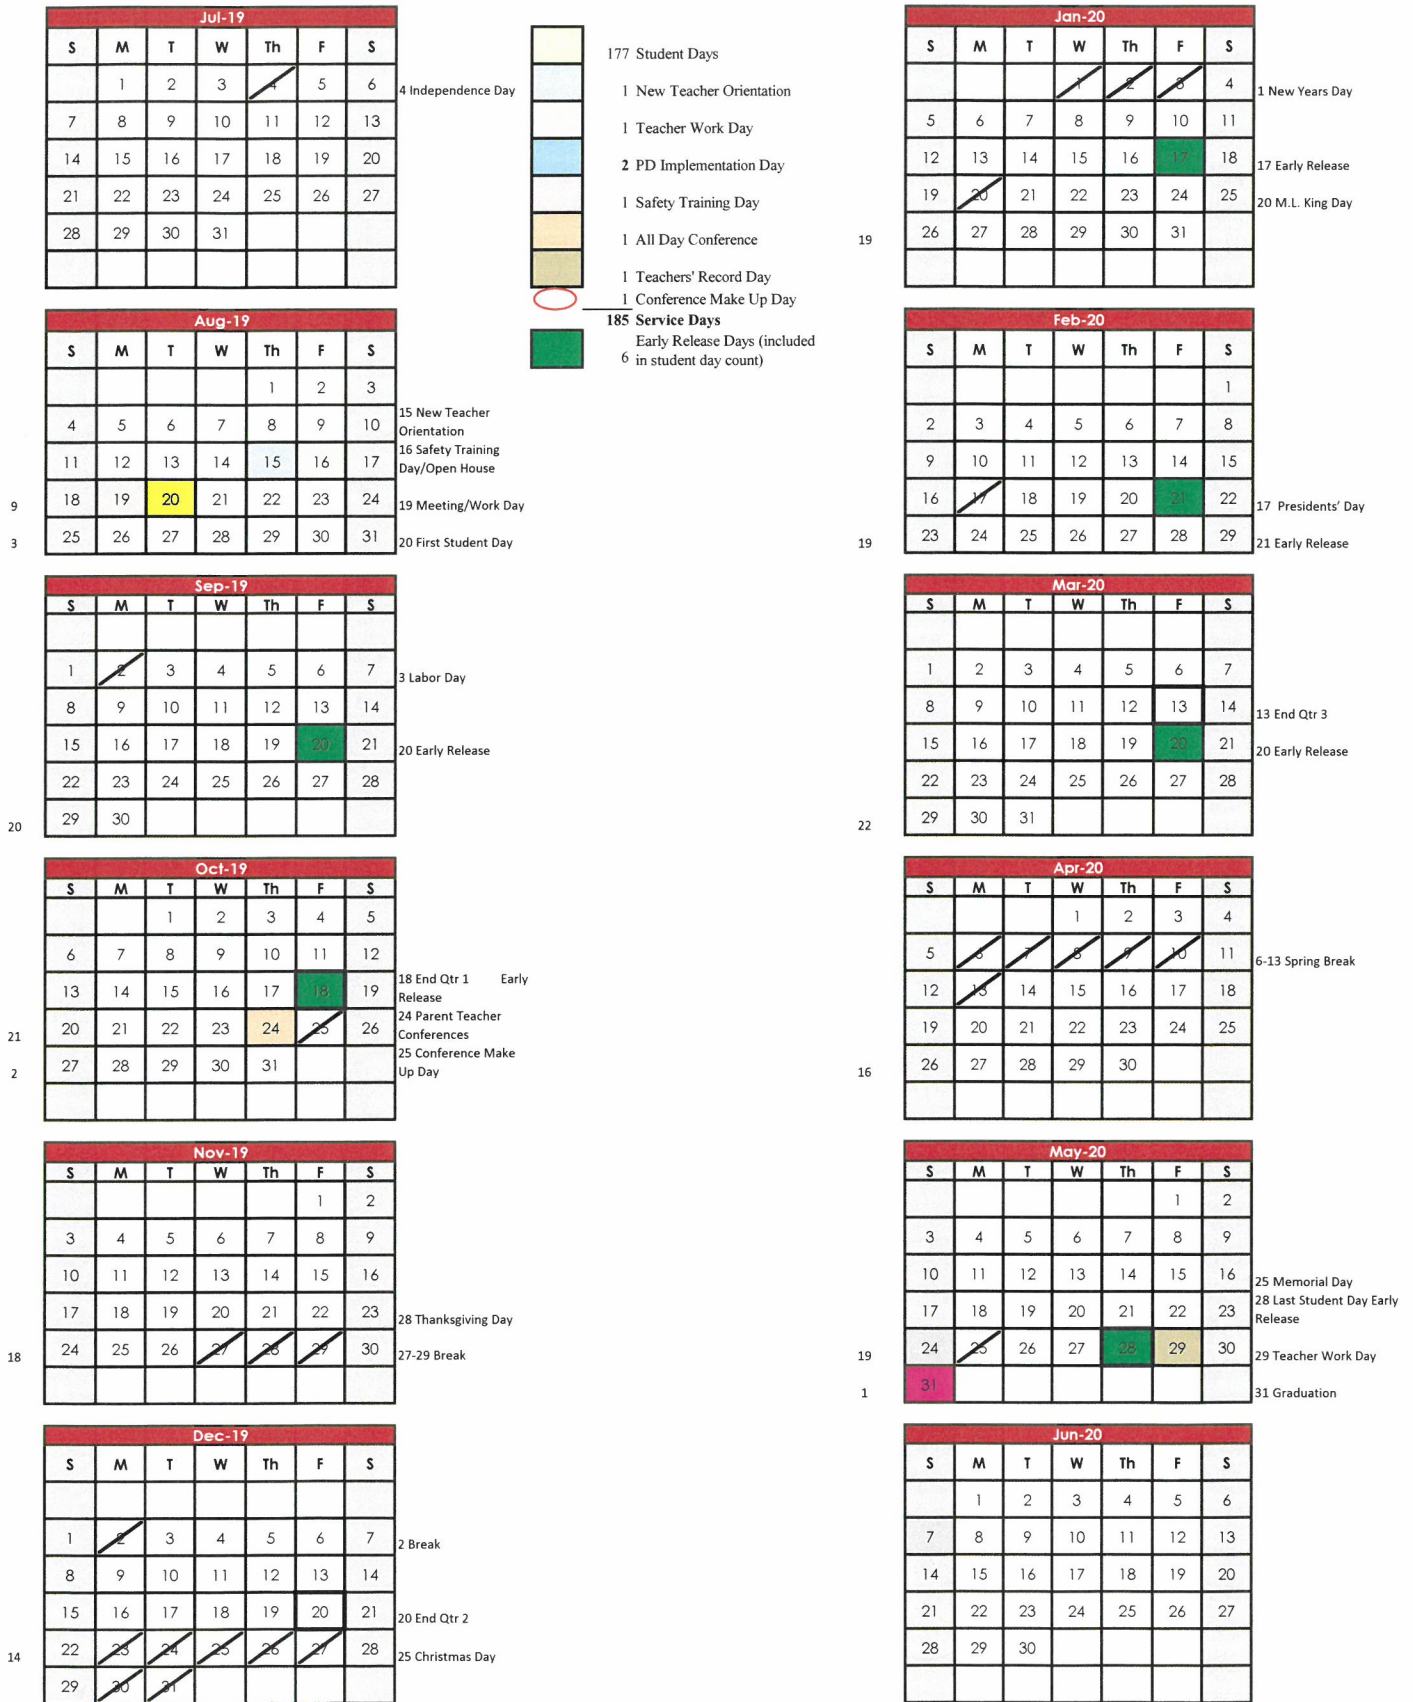 Jul-19
S M T W Th F S
1 2 3 4 5 6
7 8 9 10 11 12 13
14 15 16 17 18 19 20
21 22 23 24 25 26 27
28 29 30 31
4 Independence Day
Aug-19
S M T W Th F S
1 2 3
4 5 6 7 8 9 10
11 12 13 14 15 16 17
9 18 19 20 21 22 23 24
3 25 26 27 28 29 30 31
15 New Teacher
Orientation
16 Safety Training
Day/Open House
19 Meeting/Work Day
20 First Student Day
Sep-19
S M T W Th F S
1 2 3 4 5 6 7
8 9 10 11 12 13 14
15 16 17 18 19 20 21
22 23 24 25 26 27 28
20 29 30
3 Labor Day
20 Early Release
Oct-19
S M T W Th F S
1 2 3 4 5
6 7 8 9 10 11 12
13 14 15 16 17 18 19
21 20 21 22 23 24 25 26
2 27 28 29 30 31
18 End Qtr 1 Early
Release
24 Parent Teacher
Conferences
25 Conference Make
Up Day
Nov-19
S M T W Th F S
1 2
3 4 5 6 7 8 9
10 11 12 13 14 15 16
17 18 19 20 21 22 23
18 24 25 26 27 28 29 30
28 Thanksgiving Day
27-29 Break
Dec-19
S M T W Th F S
1 2 3 4 5 6 7
8 9 10 11 12 13 14
15 16 17 18 19 20 21
14 22 23 24 25 26 27 28
29 30 31
2 Break
20 End Qtr 2
25 Christmas Day
177 Student Days
1 New Teacher Orientation
1 Teacher Work Day
2 PD Implementation Day
1 Safety Training Day
1 All Day Conference
1 Teachers' Record Day
1 Conference Make Up Day
185 Service Days
Early Release Days (included
6 in student day count)
Jan-20
S M T W Th F S
1 2 3 4
5 6 7 8 9 10 11
12 13 14 15 16 17 18
19 20 21 22 23 24 25
19 26 27 28 29 30 31
1 New Years Day
17 Early Release
20 M.L. King Day
Feb-20
S M T W Th F S
1
2 3 4 5 6 7 8
9 10 11 12 13 14 15
16 17 18 19 20 21 22
19 23 24 25 26 27 28 29
17 Presidents' Day
21 Early Release
Mar-20
S M T W Th F S
1 2 3 4 5 6 7
8 9 10 11 12 13 14
15 16 17 18 19 20 21
22 23 24 25 26 27 28
22 29 30 31
13 End Qtr 3
20 Early Release
Apr-20
S M T W Th F S
1 2 3 4
5 6 7 8 9 10 11
12 13 14 15 16 17 18
19 20 21 22 23 24 25
16 26 27 28 29 30
6-13 Spring Break
May-20
S M T W Th F S
1 2
3 4 5 6 7 8 9
10 11 12 13 14 15 16
17 18 19 20 21 22 23
19 24 25 26 27 28 29 30
1 31
25 Memorial Day
28 Last Student Day Early
Release
29 Teacher Work Day
31 Graduation
Jun-20
S M T W Th F S
1 2 3 4 5 6
7 8 9 10 11 12 13
14 15 16 17 18 19 20
21 22 23 24 25 26 27
28 29 30